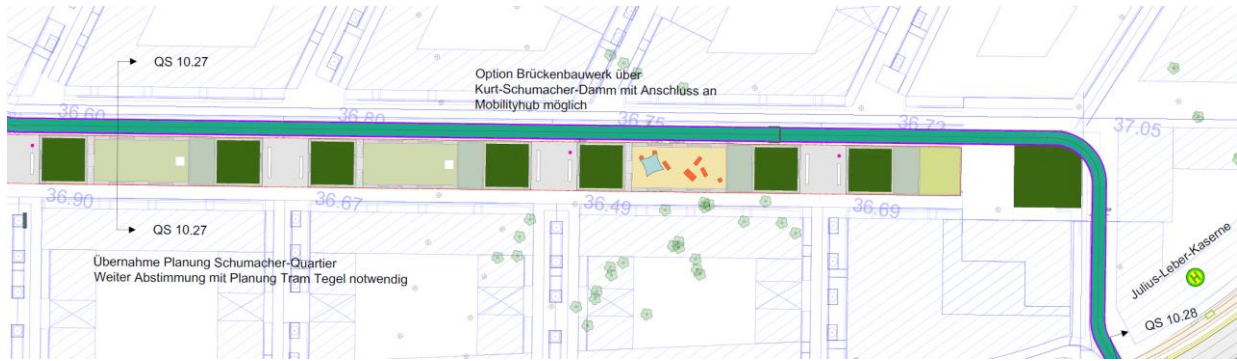 QS 10.27
Option Brückenbauwerk über
Kurt-Schumacher-Damm mit Anschluss an
Mobilityhub möglich
36.60
36.80
36.75
36.72
37.05
36.90
36.67
36.49
36.69
QS 10.27
Übernahme Planung Schumacher-Quartier
Weiter Abstimmung mit Planung Tram Tegel notwendig
Julius-Leber-Kaserne
H
QS 10.28